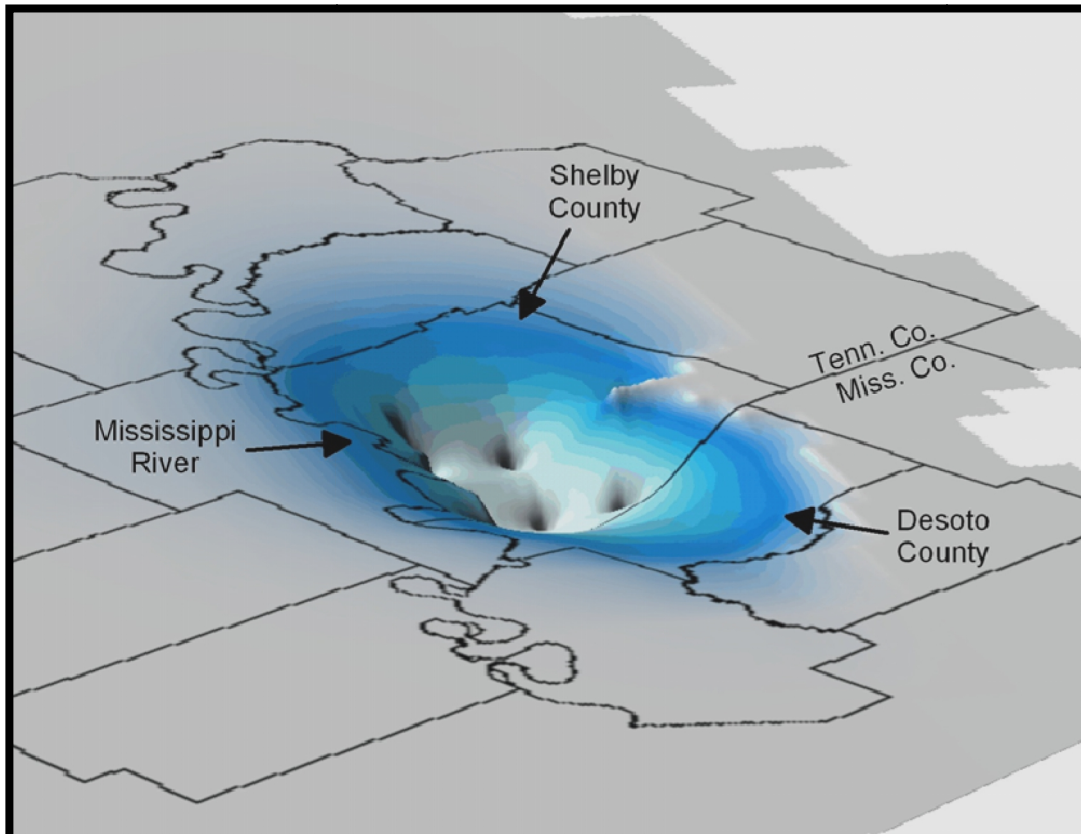 Shelby
County
Tenn. Co.
Miss. Co.
Mississippi
River
Desoto
County